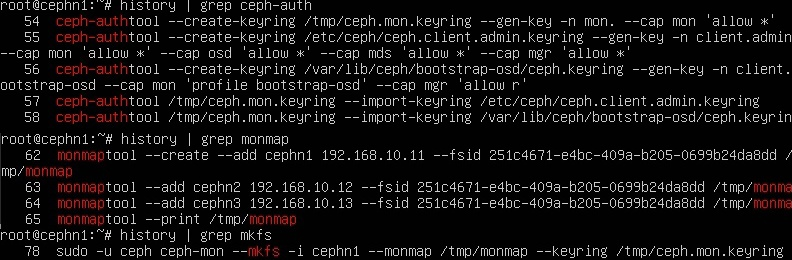 root@cephn1:~# history | grep ceph-auth
54 ceph-authtool --create-keyring /tmp/ceph.mon.keyring --gen-key -n mon. --cap mon 'allow *'
55 ceph-authtool --create-keyring /etc/ceph/ceph.client.admin.keyring --gen-key -n client.admin
--cap mon 'allow *' --cap osd 'allow *' --cap mds 'allow *' --cap mgr 'allow *'
56 ceph-authtool --create-keyring /var/lib/ceph/bootstrap-osd/ceph.keyring --gen-key -n client.
ootstrap-osd --cap mon 'profile bootstrap-osd' --cap mgr 'allow r'
57 ceph-authtool /tmp/ceph.mon.keyring --import-keyring /etc/ceph/ceph.client.admin.keyring
58 ceph-authtool /tmp/ceph.mon.keyring --import-keyring /var/lib/ceph/bootstrap-osd/ceph.keyrin
root@cephn1:~# history | grep monmap
62 monmaptool --create --add cephn1 192.168.10.11 --fsid 251c4671-e4bc-409a-b205-0699b24da8dd /
mp/monmap
63 monmaptool --add cephn2 192.168.10.12 --fsid 251c4671-e4bc-409a-b205-0699b24da8dd /tmp/monma
64 monmaptool --add cephn3 192.168.10.13 --fsid 251c4671-e4bc-409a-b205-0699b24da8dd /tmp/monma
65 monmaptool --print /tmp/monmap
root@cephn1:~# history | grep mkfs
78 sudo -u ceph ceph-mon --mkfs -i cephn1 --monmap /tmp/monmap --keyring /tmp/ceph.mon.keyring